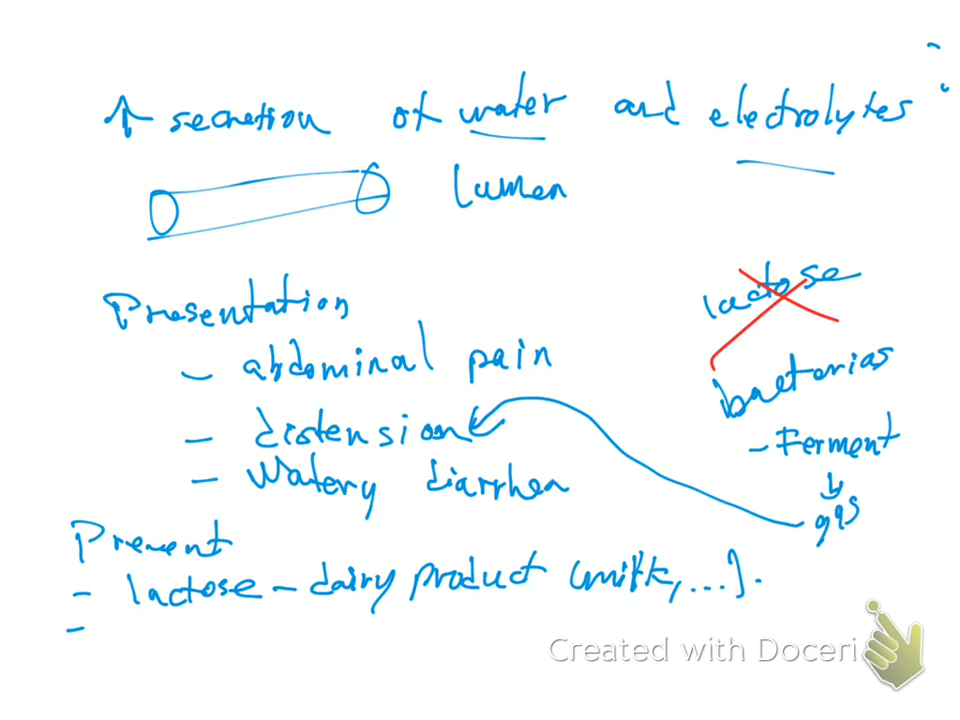 ↑ secretion of water and electrolytes
lumen
Presentation
- abdominal pain
- distension
- Watery diarrhea
lactose
bacterias
- Ferment
↓
gas
Prevent
- lactose - dairy product (milk, ...).
-
Created with Doceri